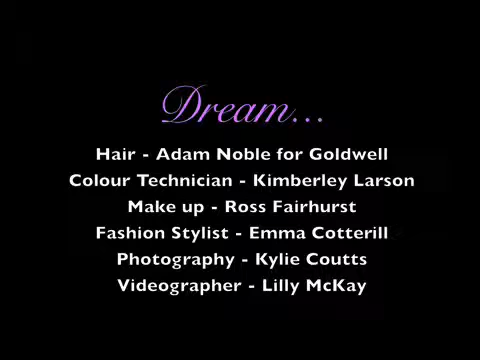 Dream...
Hair - Adam Noble for Goldwell
Colour Technician - Kimberley Larson
Make up - Ross Fairhurst
Fashion Stylist - Emma Cotterill
Photography - Kylie Coutts
Videographer - Lilly McKay